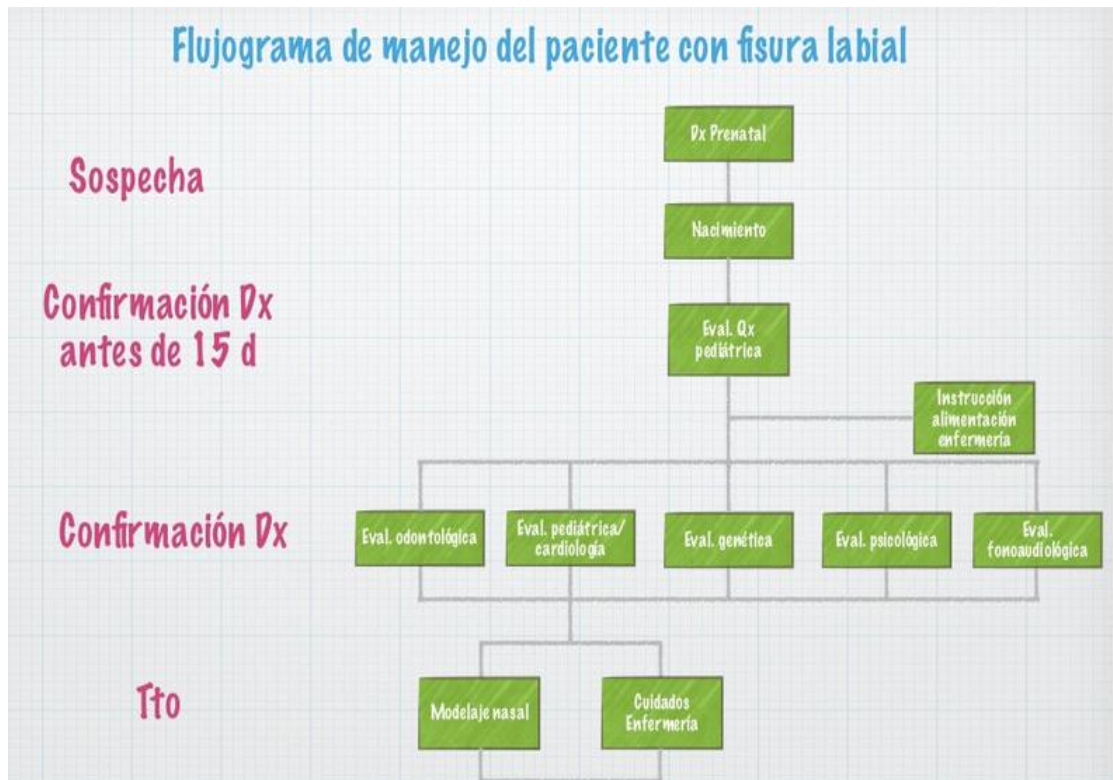 Flujograma de manejo del paciente con fisura labial
Dx Prenatal
Sospecha
Nacimiento
Confirmación Dx
antes de 15 d
Eval. Qx
pediátrica
Instrucción
alimentación
enfermería
Confirmación Dx
Eval. odontológica
Eval. pediátrica/
cardiología
Eval. genética
Eval. psicológica
Eval.
fonoaudiológica
Tto
Modelaje nasal
Cuidados
Enfermería